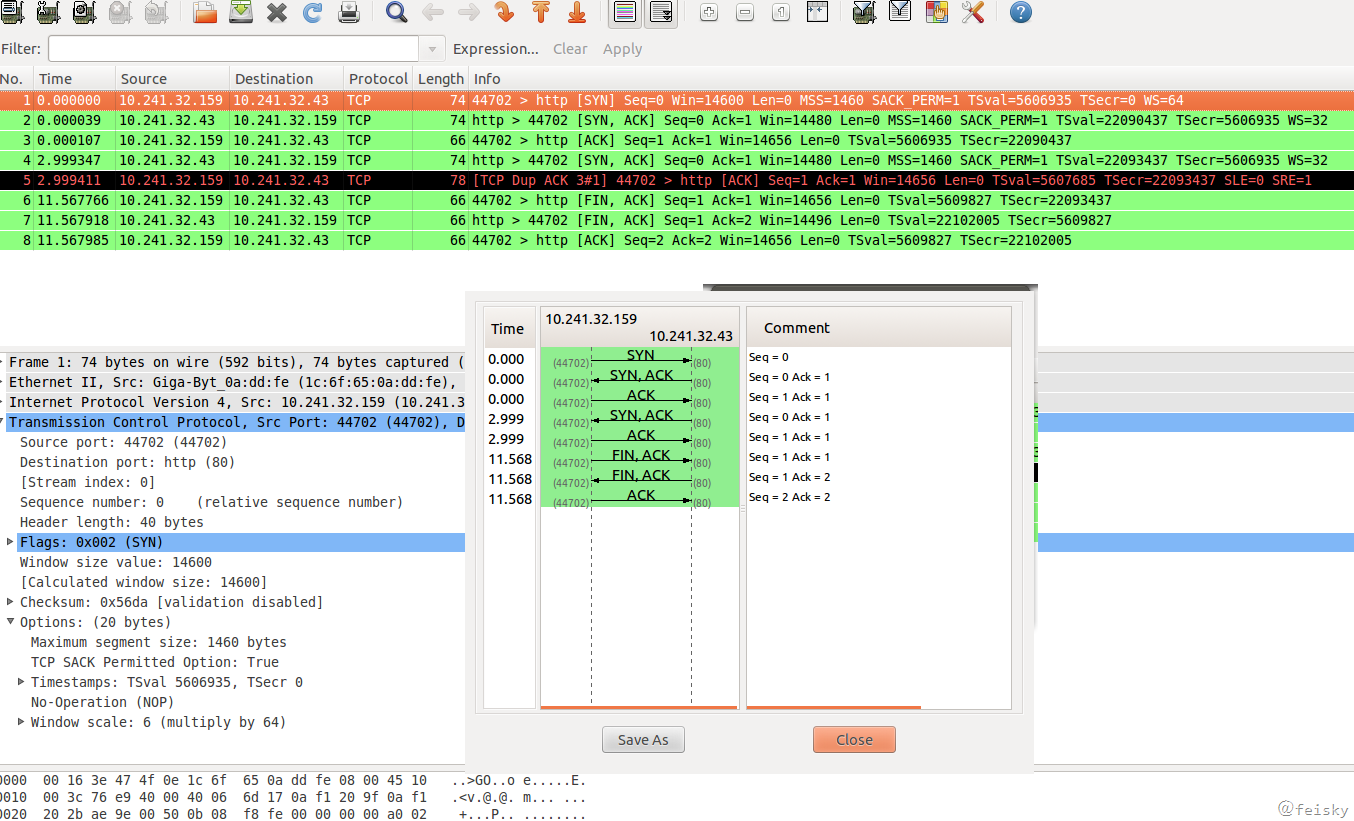 Filter: Expression... Clear Apply
No. Time Source Destination Protocol Length Info
1 0.000000 10.241.32.159 10.241.32.43 TCP 74 44702 > http [SYN] Seq=0 Win=14600 Len=0 MSS=1460 SACK_PERM=1 TSval=5606935 TSecr=0 WS=64
2 0.000039 10.241.32.43 10.241.32.159 TCP 74 http > 44702 [SYN, ACK] Seq=0 Ack=1 Win=14480 Len=0 MSS=1460 SACK_PERM=1 TSval=22090437 TSecr=5606935 WS=32
3 0.000107 10.241.32.159 10.241.32.43 TCP 66 44702 > http [ACK] Seq=1 Ack=1 Win=14656 Len=0 TSval=5606935 TSecr=22090437
4 2.999347 10.241.32.43 10.241.32.159 TCP 74 http > 44702 [SYN, ACK] Seq=0 Ack=1 Win=14480 Len=0 MSS=1460 SACK_PERM=1 TSval=22093437 TSecr=5606935 WS=32
5 2.999411 10.241.32.159 10.241.32.43 TCP 78 [TCP Dup ACK 3#1] 44702 > http [ACK] Seq=1 Ack=1 Win=14656 Len=0 TSval=5607685 TSecr=22093437 SLE=0 SRE=1
6 11.567766 10.241.32.159 10.241.32.43 TCP 66 44702 > http [FIN, ACK] Seq=1 Ack=1 Win=14656 Len=0 TSval=5609827 TSecr=22093437
7 11.567918 10.241.32.43 10.241.32.159 TCP 66 http > 44702 [FIN, ACK] Seq=1 Ack=2 Win=14496 Len=0 TSval=22102005 TSecr=5609827
8 11.567985 10.241.32.159 10.241.32.43 TCP 66 44702 > http [ACK] Seq=2 Ack=2 Win=14656 Len=0 TSval=5609827 TSecr=22102005
Time 10.241.32.159 10.241.32.43 Comment
0.000 (44702) SYN (80) Seq = 0
0.000 (44702) SYN, ACK (80) Seq = 0 Ack = 1
0.000 (44702) ACK (80) Seq = 1 Ack = 1
2.999 (44702) SYN, ACK (80) Seq = 0 Ack = 1
2.999 (44702) ACK (80) Seq = 1 Ack = 1
11.568 (44702) FIN, ACK (80) Seq = 1 Ack = 1
11.568 (44702) FIN, ACK (80) Seq = 1 Ack = 2
11.568 (44702) ACK (80) Seq = 2 Ack = 2
Save As Close
Frame 1: 74 bytes on wire (592 bits), 74 bytes captured (
Ethernet II, Src: Giga-Byt_0a:dd:fe (1c:6f:65:0a:dd:fe),
Internet Protocol Version 4, Src: 10.241.32.159 (10.241.3
Transmission Control Protocol, Src Port: 44702 (44702), D
Source port: 44702 (44702)
Destination port: http (80)
[Stream index: 0]
Sequence number: 0 (relative sequence number)
Header length: 40 bytes
Flags: 0x002 (SYN)
Window size value: 14600
[Calculated window size: 14600]
Checksum: 0x56da [validation disabled]
Options: (20 bytes)
Maximum segment size: 1460 bytes
TCP SACK Permitted Option: True
Timestamps: TSval 5606935, TSecr 0
No-Operation (NOP)
Window scale: 6 (multiply by 64)
0000 00 16 3e 47 4f 0e 1c 6f 65 0a dd fe 08 00 45 10 ..>GO..o e.....E.
0010 00 3c 76 e9 40 00 40 06 6d 17 0a f1 20 9f 0a f1 .<v.@.@. m... ...
0020 20 2b ae 9e 00 50 0b 08 f8 fe 00 00 00 00 a0 02 +...P.. ........
@feisky